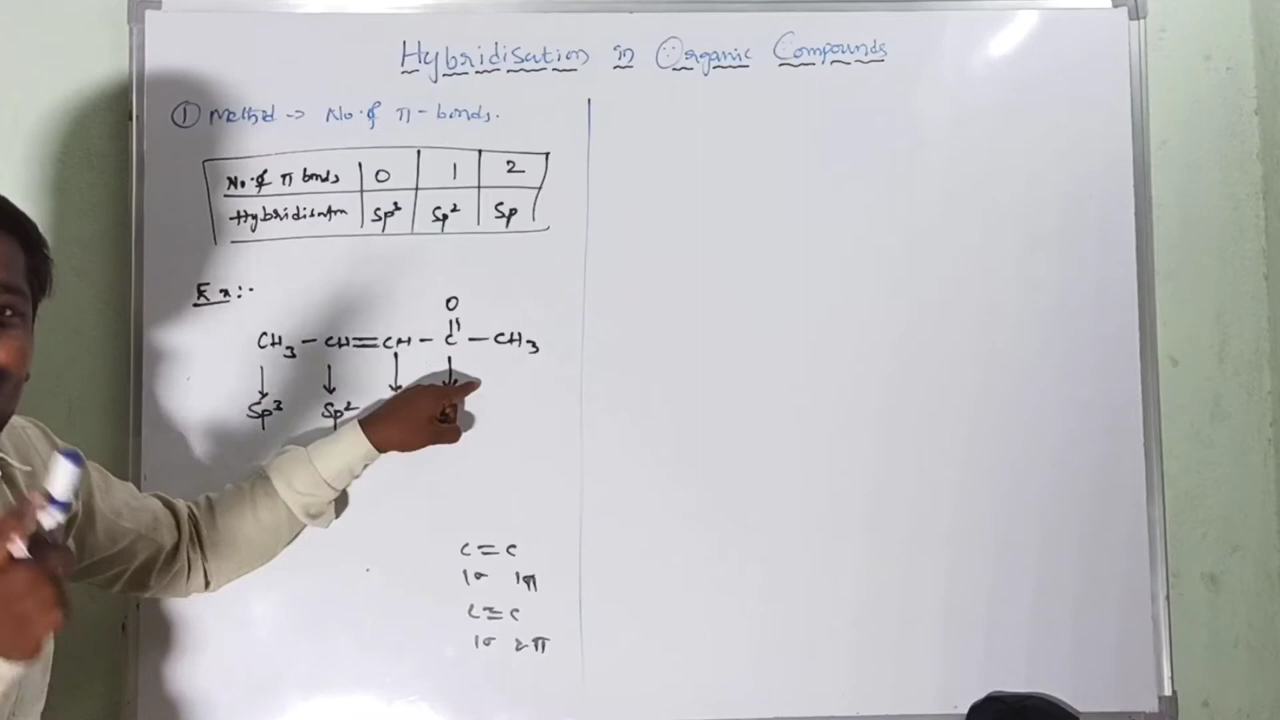 Hybridisation in Organic Compounds
① Method -> No. of π-bonds.
No. of π bonds | 0 | 1 | 2
Hybridisation | Sp³ | Sp² | Sp
Ex:-
O
CH₃ - CH = CH - C - CH₃
Sp³ Sp²
C = C
1σ 1π
C ≡ C
1σ 2π